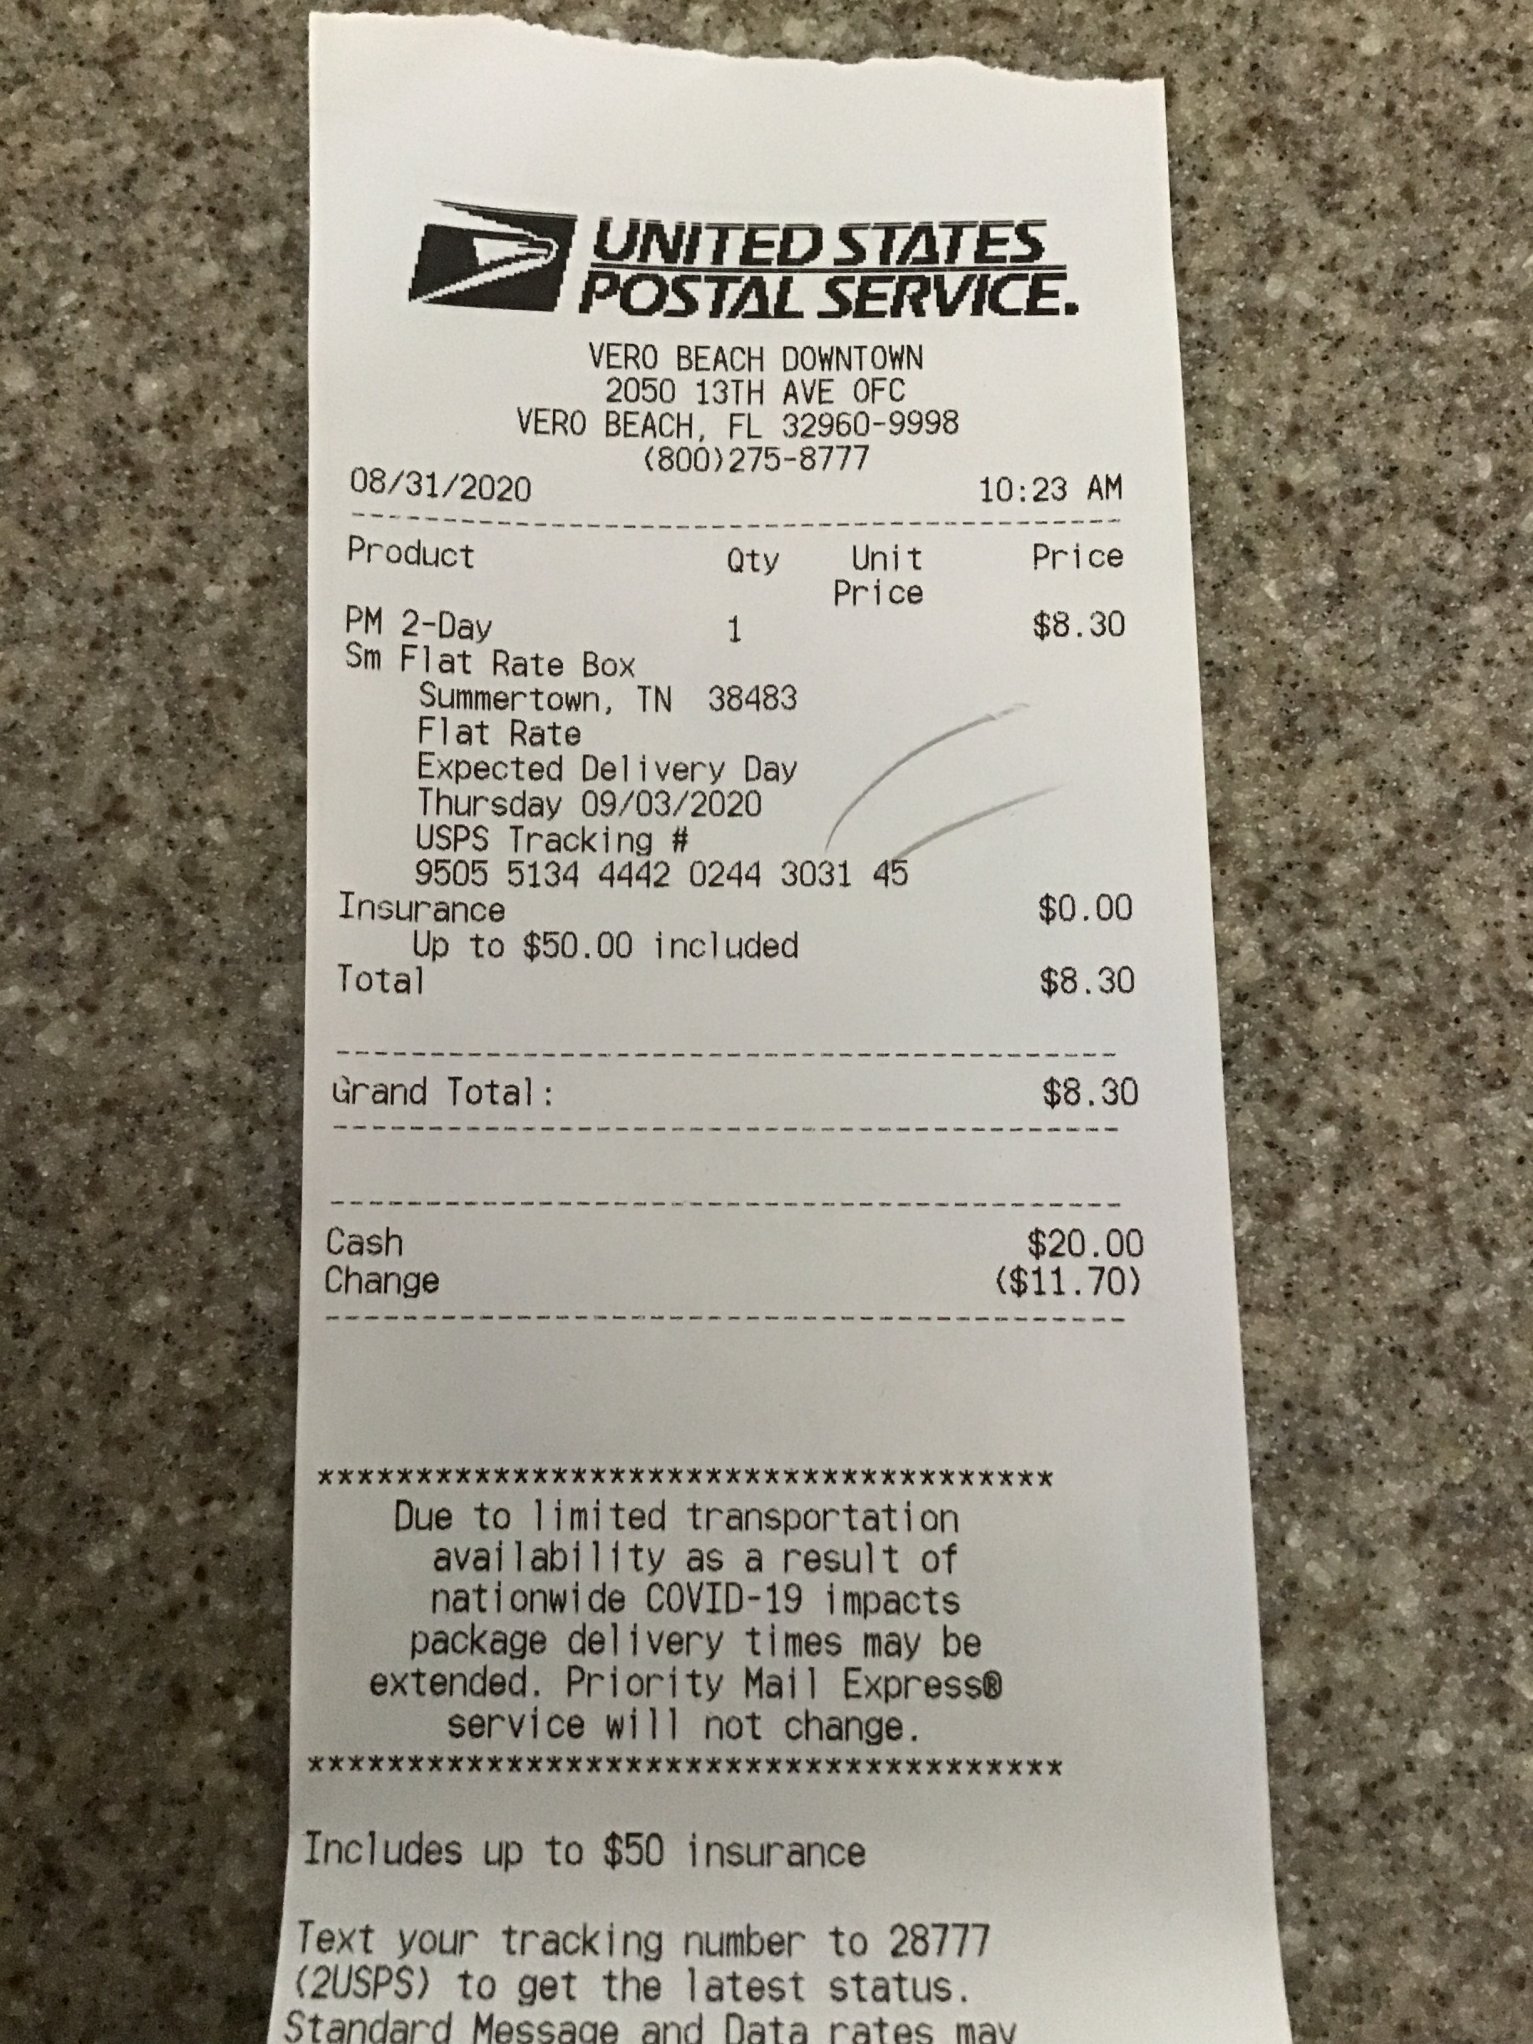 UNITED STATES
POSTAL SERVICE.
VERO BEACH DOWNTOWN
2050 13TH AVE OFC
VERO BEACH, FL 32960-9998
(800)275-8777
08/31/2020 10:23 AM
Product Qty Unit Price
Price
PM 2-Day 1 $8.30
Sm Flat Rate Box
Summertown, TN 38483
Flat Rate
Expected Delivery Day
Thursday 09/03/2020
USPS Tracking #
9505 5134 4442 0244 3031 45
Insurance $0.00
Up to $50.00 included
Total $8.30
Grand Total: $8.30
Cash $20.00
Change ($11.70)
**************************************
Due to limited transportation
availability as a result of
nationwide COVID-19 impacts
package delivery times may be
extended. Priority Mail Express®
service will not change.
**************************************
Includes up to $50 insurance
Text your tracking number to 28777
(2USPS) to get the latest status.
Standard Message and Data rates may